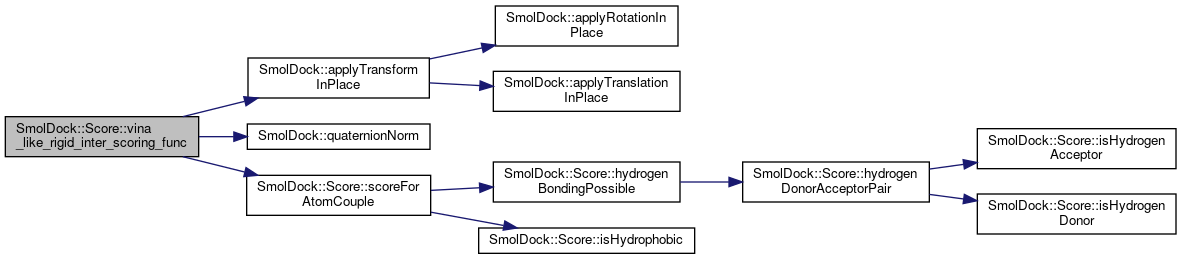 SmolDock::Score::vina
_like_rigid_inter_scoring_func
SmolDock::applyTransform
InPlace
SmolDock::applyRotationIn
Place
SmolDock::applyTranslation
InPlace
SmolDock::quaternionNorm
SmolDock::Score::scoreFor
AtomCouple
SmolDock::Score::hydrogen
BondingPossible
SmolDock::Score::hydrogen
DonorAcceptorPair
SmolDock::Score::isHydrogen
Acceptor
SmolDock::Score::isHydrogen
Donor
SmolDock::Score::isHydrophobic